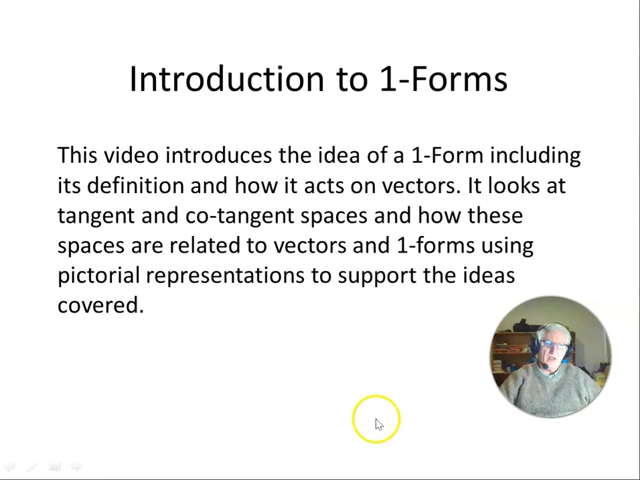 Introduction to 1-Forms
This video introduces the idea of a 1-Form including
its definition and how it acts on vectors. It looks at
tangent and co-tangent spaces and how these
spaces are related to vectors and 1-forms using
pictorial representations to support the ideas
covered.